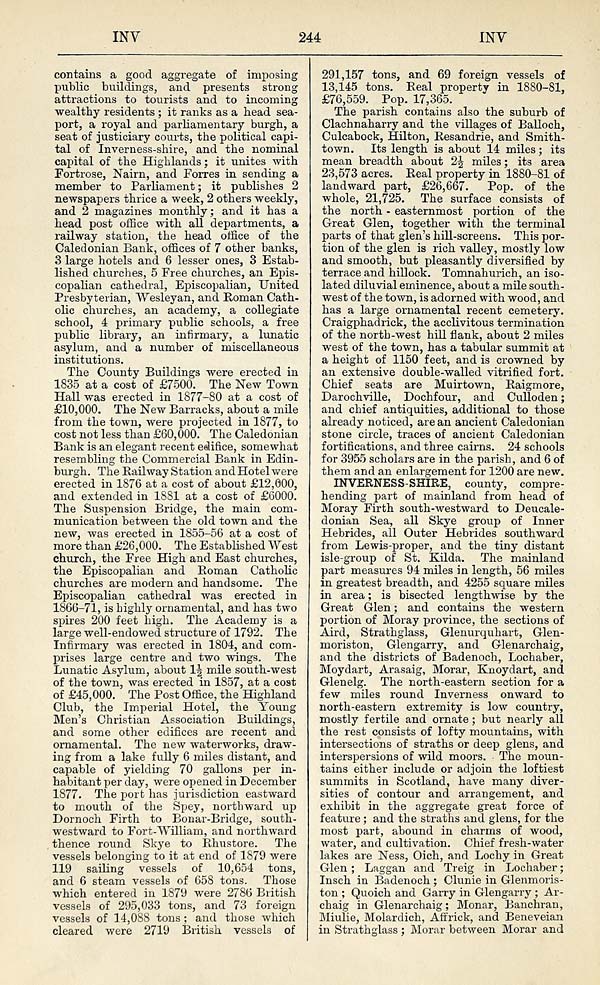 INV 244 INV
contains a good aggregate of imposing
public buildings, and presents strong
attractions to tourists and to incoming
wealthy residents; it ranks as a head sea-
port, a royal and parliamentary burgh, a
seat of justiciary courts, the political capi-
tal of Inverness-shire, and the nominal
capital of the Highlands; it unites with
Fortrose, Nairn, and Forres in sending a
member to Parliament; it publishes 2
newspapers thrice a week, 2 others weekly,
and 2 magazines monthly; and it has a
head post office with all departments, a
railway station, the head office of the
Caledonian Bank, offices of 7 other banks,
3 large hotels and 6 lesser ones, 3 Estab-
lished churches, 5 Free churches, an Epis-
copalian cathedral, Episcopalian, United
Presbyterian, Wesleyan, and Roman Cath-
olic churches, an academy, a collegiate
school, 4 primary public schools, a free
public library, an infirmary, a lunatic
asylum, and a number of miscellaneous
institutions.
The County Buildings were erected in
1835 at a cost of £7500. The New Town
Hall was erected in 1877-80 at a cost of
£10,000. The New Barracks, about a mile
from the town, were projected in 1877, to
cost not less than £60,000. The Caledonian
Bank is an elegant recent edifice, somewhat
resembling the Commercial Bank in Edin-
burgh. The Railway Station and Hotel were
erected in 1876 at a cost of about £12,000,
and extended in 1881 at a cost of £6000.
The Suspension Bridge, the main com-
munication between the old town and the
new, was erected in 1855-56 at a cost of
more than £26,000. The Established West
church, the Free High and East churches,
the Episcopalian and Roman Catholic
churches are modern and handsome. The
Episcopalian cathedral was erected in
1866-71, is highly ornamental, and has two
spires 200 feet high. The Academy is a
large well-endowed structure of 1792. The
Infirmary was erected in 1804, and com-
prises large centre and two wings. The
Lunatic Asylum, about 1½ mile south-west
of the town, was erected in 1857, at a cost
of £45,000. The Post Office, the Highland
Club, the Imperial Hotel, the Young
Men's Christian Association Buildings,
and some other edifices are recent and
ornamental. The new waterworks, draw-
ing from a lake fully 6 miles distant, and
capable of yielding 70 gallons per in-
habitant per day, were opened in December
1877. The port has jurisdiction eastward
to mouth of the Spey, northward up
Dornoch Firth to Bonar-Bridge, south-
westward to Fort-William, and northward
thence round Skye to Rhustore. The
vessels belonging to it at end of 1879 were
119 sailing vessels of 10,654 tons,
and 6 steam vessels of 658 tons. Those
which entered in 1879 were 2786 British
vessels of 295,033 tons, and 73 foreign
vessels of 14,088 tons; and those which
cleared were 2719 British vessels of
291,157 tons, and 69 foreign vessels of
13,145 tons. Real property in 1880-81,
£76,559. Pop. 17,365.
The parish contains also the suburb of
Clachnaharry and the villages of Balloch,
Culcabock, Hilton, Resandrie, and Smith-
town. Its length is about 14 miles; its
mean breadth about 2½ miles; its area
23,573 acres. Real property in 1880-81 of
landward part, £26,667. Pop. of the
whole, 21,725. The surface consists of
the north-easternmost portion of the
Great Glen, together with the terminal
parts of that glen's hill-screens. This por-
tion of the glen is rich valley, mostly low
and smooth, but pleasantly diversified by
terrace and hillock. Tomnahurich, an iso-
lated diluvial eminence, about a mile south-
west of the town, is adorned with wood, and
has a large ornamental recent cemetery.
Craigphadrick, the acclivitous termination
of the north-west hill flank, about 2 miles
west of the town, has a tabular summit at
a height of 1150 feet, and is crowned by
an extensive double-walled vitrified fort.
Chief seats are Muirtown, Raigmore,
Darochville, Dochfour, and Culloden;
and chief antiquities, additional to those
already noticed, are an ancient Caledonian
stone circle, traces of ancient Caledonian
fortifications, and three cairns. 24 schools
for 3955 scholars are in the parish, and 6 of
them and an enlargement for 1200 are new.
INVERNESS-SHIRE, county, compre-
hending part of mainland from head of
Moray Firth south-westward to Deucale-
donian Sea, all Skye group of Inner
Hebrides, all Outer Hebrides southward
from Lewis-proper, and the tiny distant
isle-group of St. Kilda. The mainland
part measures 94 miles in length, 56 miles
in greatest breadth, and 4255 square miles
in area; is bisected lengthwise by the
Great Glen; and contains the western
portion of Moray province, the sections of
Aird, Strathglass, Glenurquhart, Glen-
moriston, Glengarry, and Glenarchaig,
and the districts of Badenoch, Lochaber,
Moydart, Arasaig, Morar, Knoydart, and
Glenelg. The north-eastern section for a
few miles round Inverness onward to
north-eastern extremity is low country,
mostly fertile and ornate; but nearly all
the rest consists of lofty mountains, with
intersections of straths or deep glens, and
interspersions of wild moors. The moun-
tains either include or adjoin the loftiest
summits in Scotland, have many diver-
sities of contour and arrangement, and
exhibit in the aggregate great force of
feature; and the straths and glens, for the
most part, abound in charms of wood,
water, and cultivation. Chief fresh-water
lakes are Ness, Oich, and Lochy in Great
Glen; Laggan and Treig in Lochaber;
Insch in Badenoch; Clunie in Glenmoris-
ton; Quoich and Garry in Glengarry; Ar-
chaig in Glenarchaig; Monar, Banchran,
Miulie, Molardich, Affrick, and Beneveian
in Strathglass; Morar between Morar and